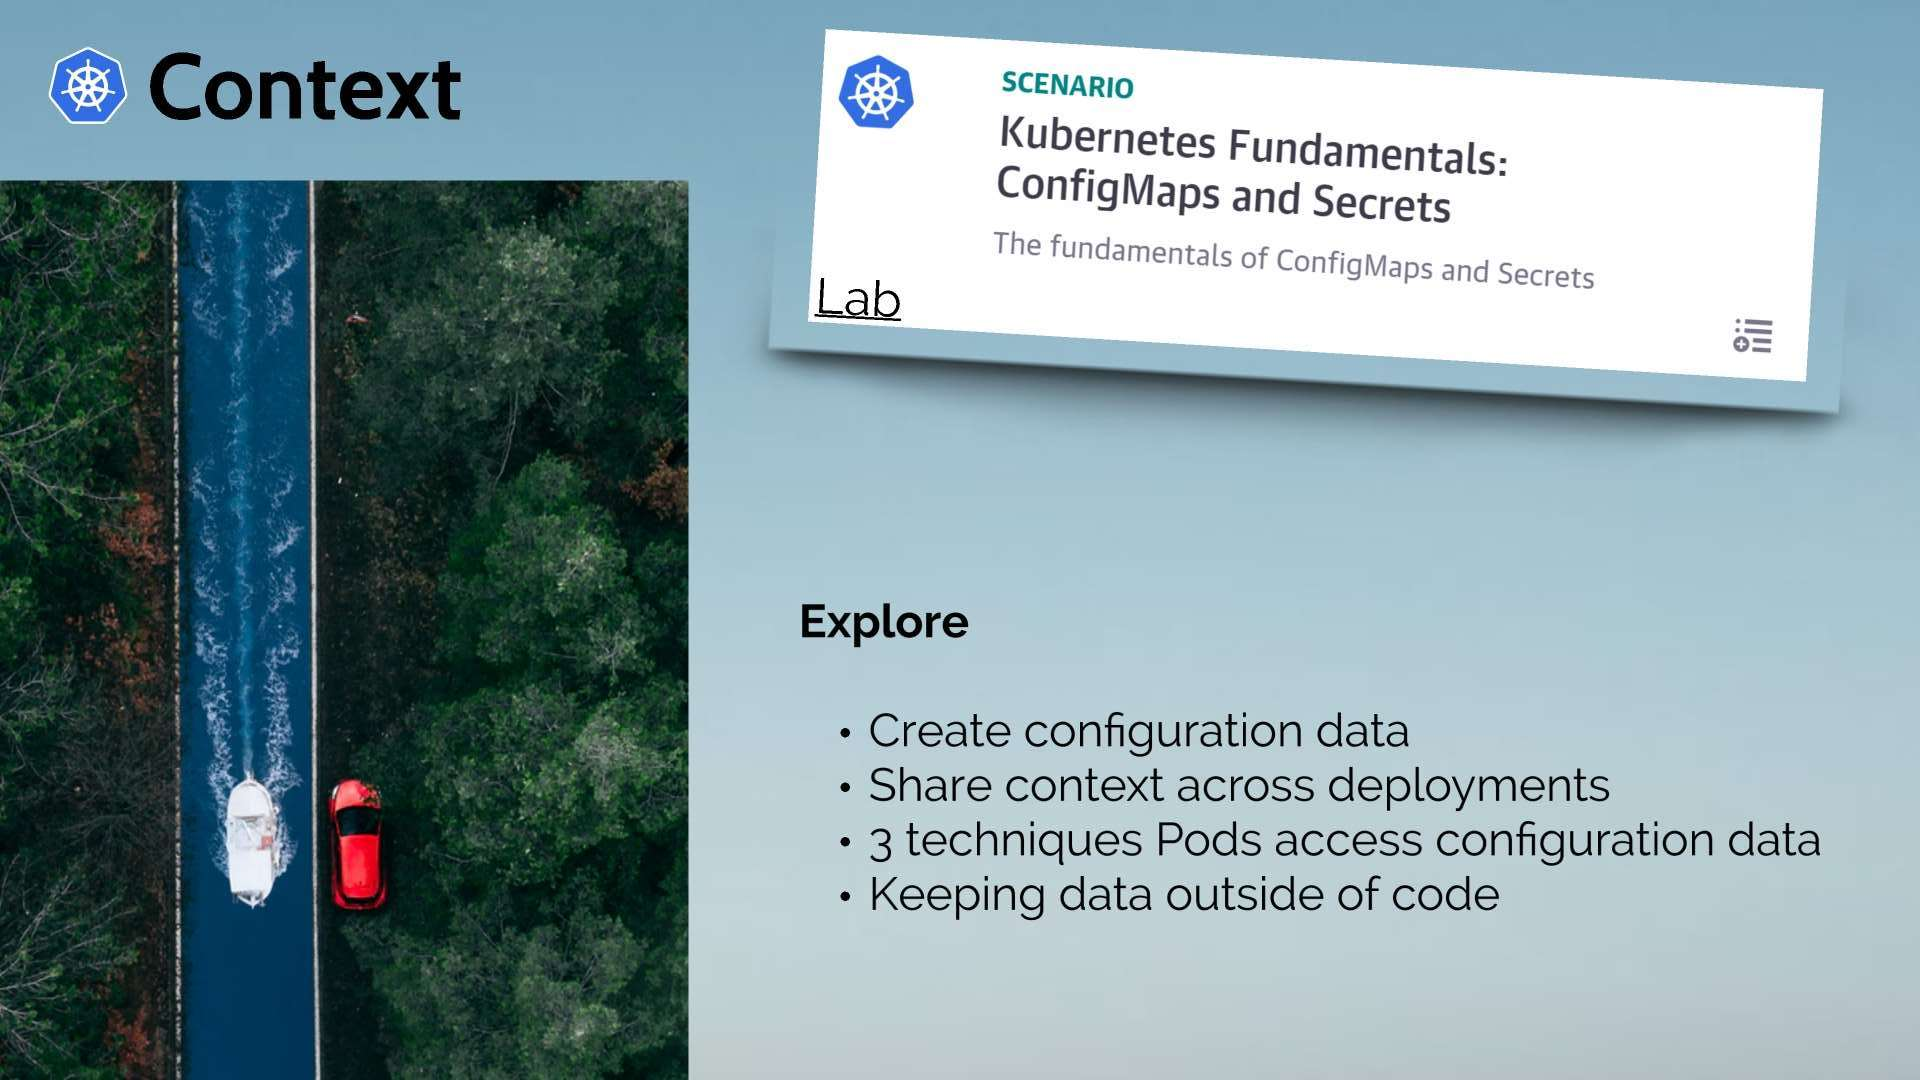 Context
SCENARIO
Kubernetes Fundamentals:
ConfigMaps and Secrets
The fundamentals of ConfigMaps and Secrets
Lab
Explore
• Create configuration data
• Share context across deployments
• 3 techniques Pods access configuration data
• Keeping data outside of code